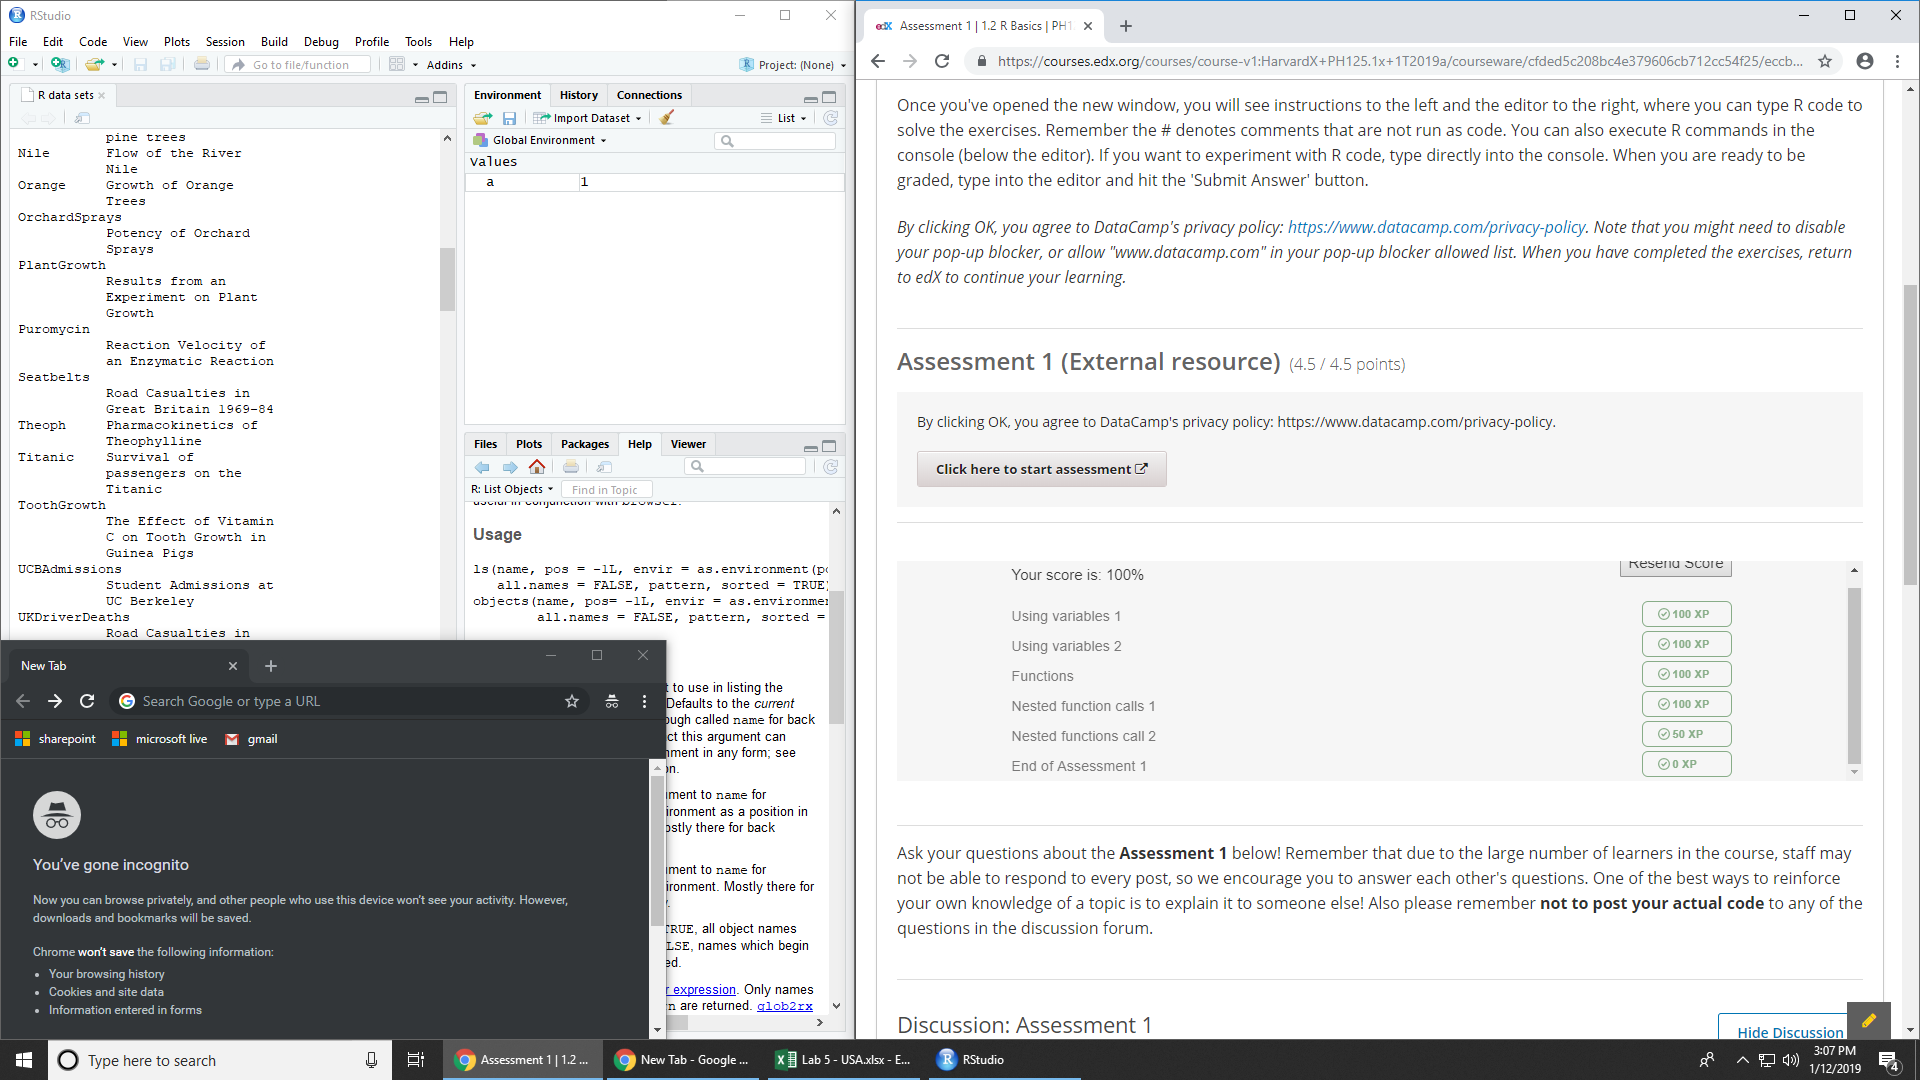 RStudio
File Edit Code View Plots Session Build Debug Profile Tools Help
Go to file/function
Addins
Project: (None)
R data sets
pine trees
Nile Flow of the River
Nile
Orange Growth of Orange
Trees
OrchardSprays
Potency of Orchard
Sprays
PlantGrowth
Results from an
Experiment on Plant
Growth
Puromycin
Reaction Velocity of
an Enzymatic Reaction
Seatbelts
Road Casualties in
Great Britain 1969-84
Theoph Pharmacokinetics of
Theophylline
Titanic Survival of
passengers on the
Titanic
ToothGrowth
The Effect of Vitamin
C on Tooth Growth in
Guinea Pigs
UCBAdmissions
Student Admissions at
UC Berkeley
UKDriverDeaths
Road Casualties in
Environment History Connections
Import Dataset
List
Global Environment
Values
a 1
Files Plots Packages Help Viewer
R: List Objects
Find in Topic
useful in conjunction with browser.
Usage
ls(name, pos = -1L, envir = as.environment(po
all.names = FALSE, pattern, sorted = TRUE
objects(name, pos= -1L, envir = as.environmen
all.names = FALSE, pattern, sorted =
t to use in listing the
Defaults to the current
ough called name for back
ct this argument can
nment in any form; see
on.
ment to name for
ironment as a position in
ostly there for back
ment to name for
ironment. Mostly there for
TRUE, all object names
LSE, names which begin
ed.
r expression. Only names
n are returned. glob2rx
New Tab
Search Google or type a URL
sharepoint
microsoft live
gmail
You've gone incognito
Now you can browse privately, and other people who use this device won't see your activity. However,
downloads and bookmarks will be saved.
Chrome won't save the following information:
• Your browsing history
• Cookies and site data
• Information entered in forms
edX Assessment 1 | 1.2 R Basics | PH1
https://courses.edx.org/courses/course-v1:HarvardX+PH125.1x+1T2019a/courseware/cfded5c208bc4e379606cb712cc54f25/eccb...
Once you've opened the new window, you will see instructions to the left and the editor to the right, where you can type R code to
solve the exercises. Remember the # denotes comments that are not run as code. You can also execute R commands in the
console (below the editor). If you want to experiment with R code, type directly into the console. When you are ready to be
graded, type into the editor and hit the 'Submit Answer' button.
By clicking OK, you agree to DataCamp's privacy policy: https://www.datacamp.com/privacy-policy. Note that you might need to disable
your pop-up blocker, or allow "www.datacamp.com" in your pop-up blocker allowed list. When you have completed the exercises, return
to edX to continue your learning.
Assessment 1 (External resource) (4.5 / 4.5 points)
By clicking OK, you agree to DataCamp's privacy policy: https://www.datacamp.com/privacy-policy.
Click here to start assessment
Resend Score
Your score is: 100%
Using variables 1 100 XP
Using variables 2 100 XP
Functions 100 XP
Nested function calls 1 100 XP
Nested functions call 2 50 XP
End of Assessment 1 0 XP
Ask your questions about the Assessment 1 below! Remember that due to the large number of learners in the course, staff may
not be able to respond to every post, so we encourage you to answer each other's questions. One of the best ways to reinforce
your own knowledge of a topic is to explain it to someone else! Also please remember not to post your actual code to any of the
questions in the discussion forum.
Discussion: Assessment 1
Hide Discussion
Type here to search
Assessment 1 | 1.2 ...
New Tab - Google ...
Lab 5 - USA.xlsx - E...
RStudio
3:07 PM
1/12/2019
4